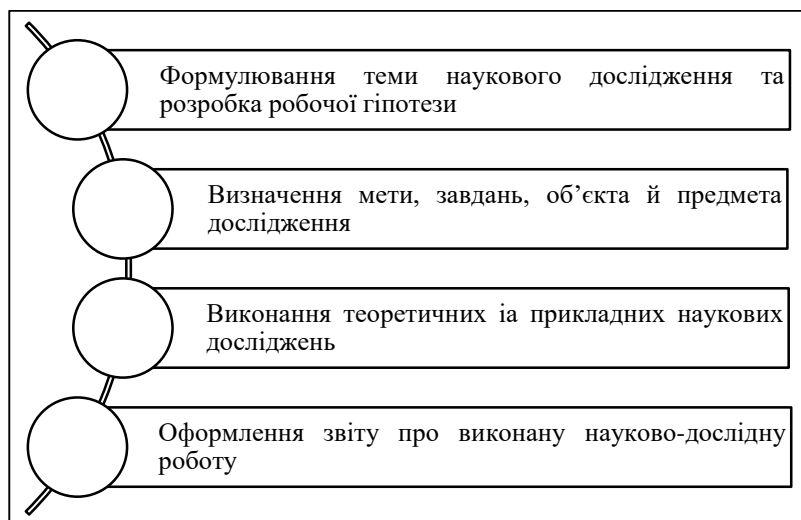 Формулювання теми наукового дослідження та
розробка робочої гіпотези
Визначення мети, завдань, об’єкта й предмета
дослідження
Виконання теоретичних іа прикладних наукових
досліджень
Оформлення звіту про виконану науково-дослідну
роботу